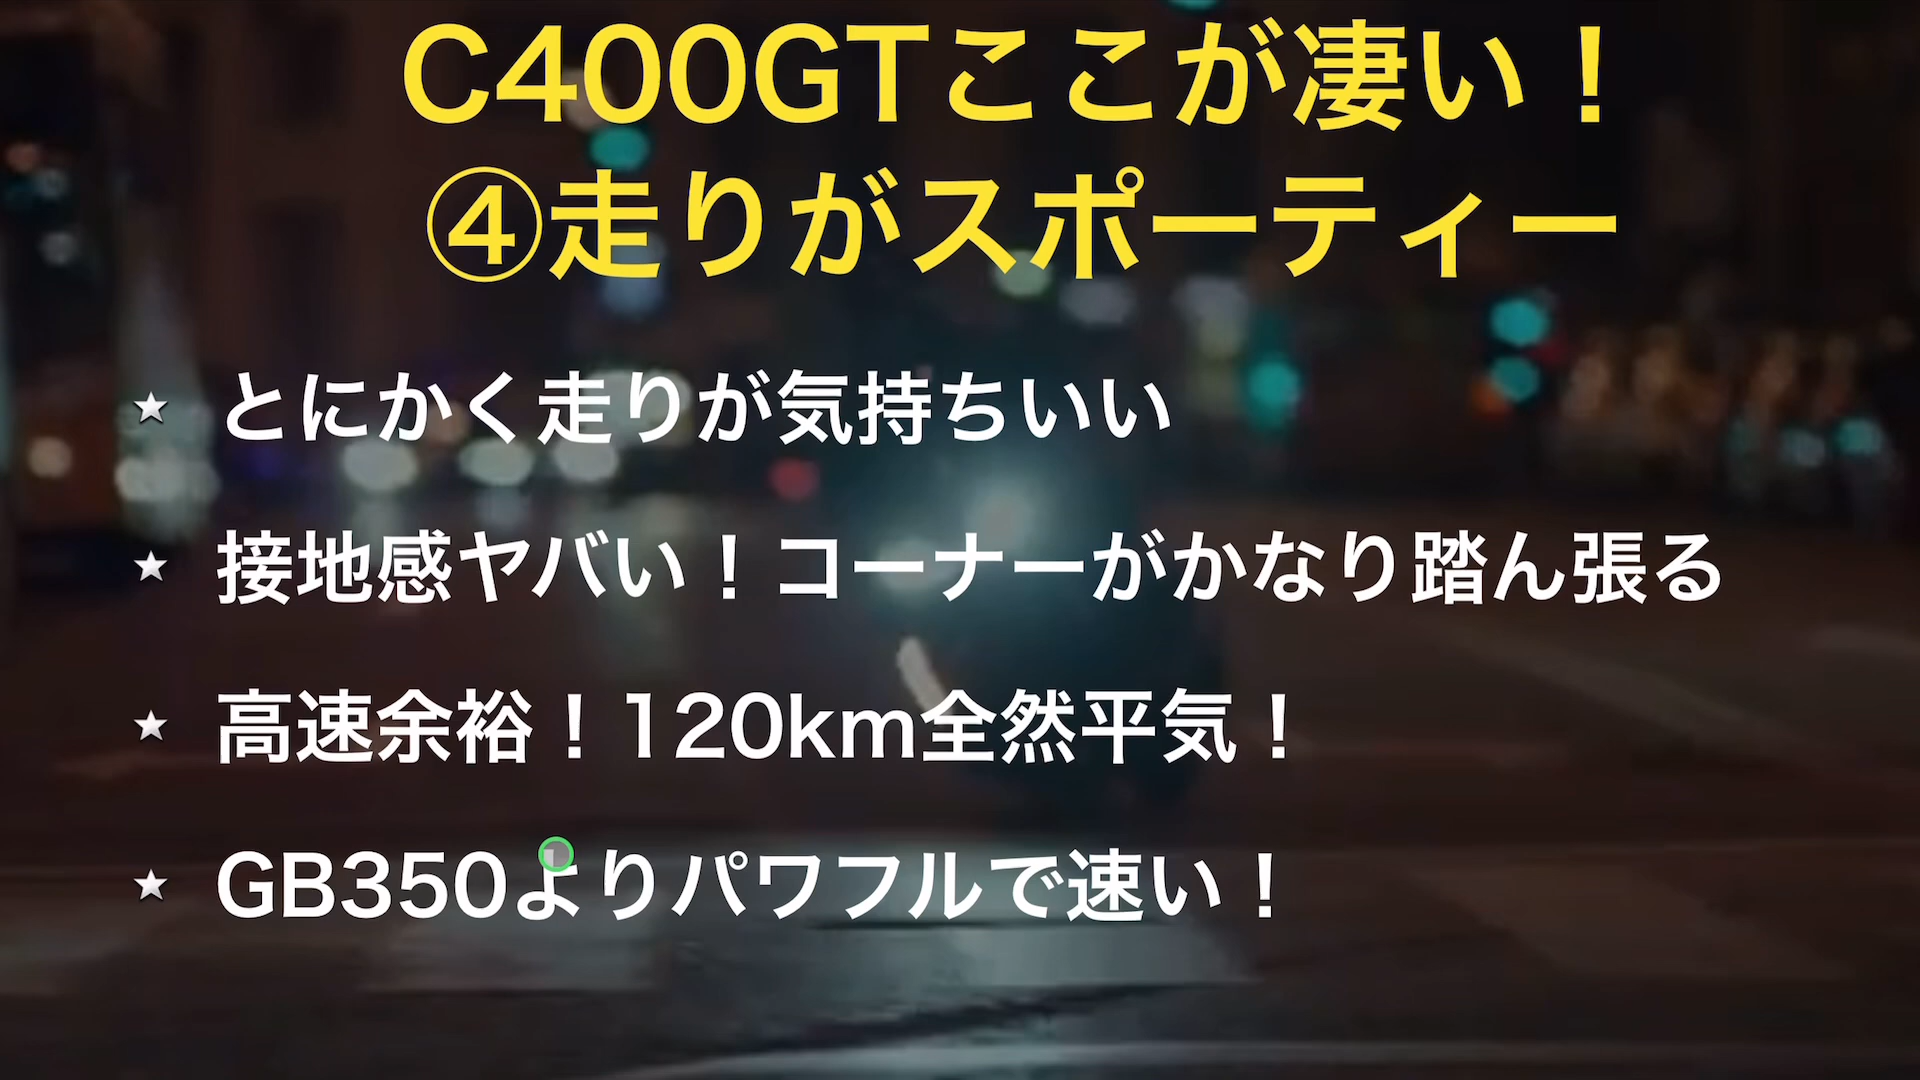 C400GTここが凄い！
④走りがスポーティー
★ とにかく走りが気持ちいい
★ 接地感ヤバい！コーナーがかなり踏ん張る
★ 高速余裕！120km全然平気！
★ GB350よりパワフルで速い！